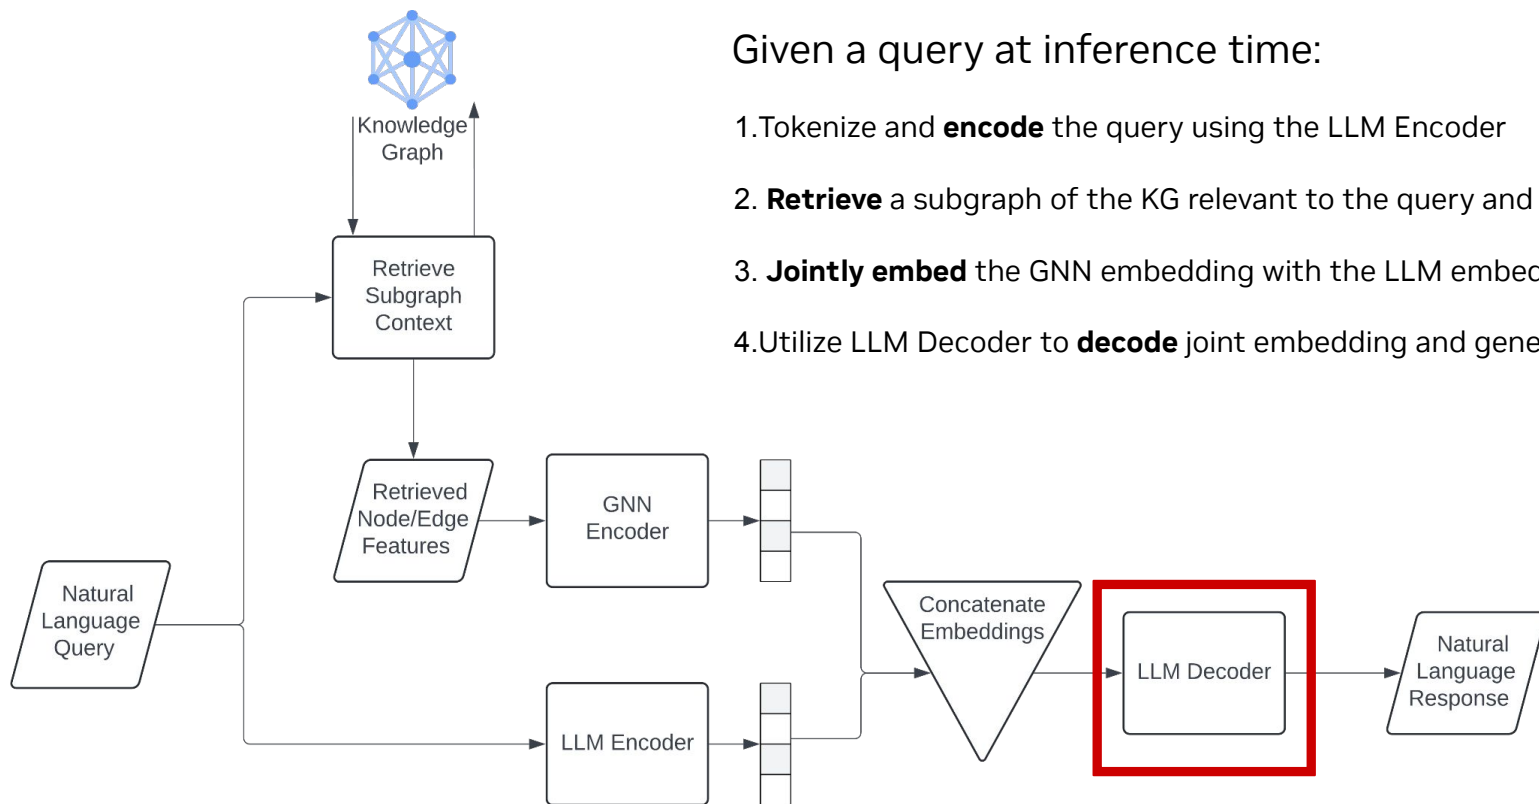 Given a query at inference time:
1.Tokenize and encode the query using the LLM Encoder
2. Retrieve a subgraph of the KG relevant to the query and
3. Jointly embed the GNN embedding with the LLM
4.Utilize LLM Decoder to decode joint embedding and
Knowledge
Graph
Retrieve
Subgraph
Context
Retrieved
Node/Edge
Features
GNN
Encoder
Natural
Language
Query
LLM Encoder
Concatenate
Embeddings
LLM Decoder
Natural
Language
Response